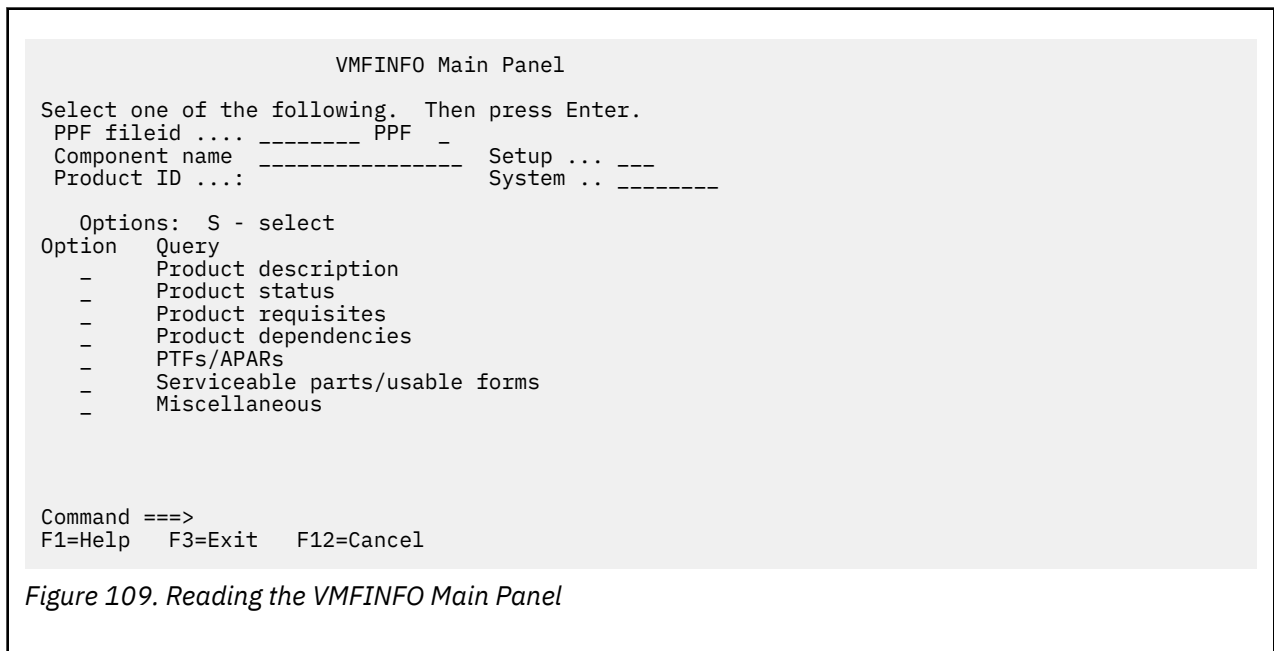 VMFINFO Main Panel
Select one of the following.  Then press Enter.
PPF fileid .... ________ PPF  _
Component name  ________________  Setup ... ___
Product ID ...:                   System .. ________
Options:  S - select
Option   Query
_     Product description
_     Product status
_     Product requisites
_     Product dependencies
_     PTFs/APARs
_     Serviceable parts/usable forms
_     Miscellaneous
Command ===>
F1=Help   F3=Exit   F12=Cancel
Figure 109. Reading the VMFINFO Main Panel